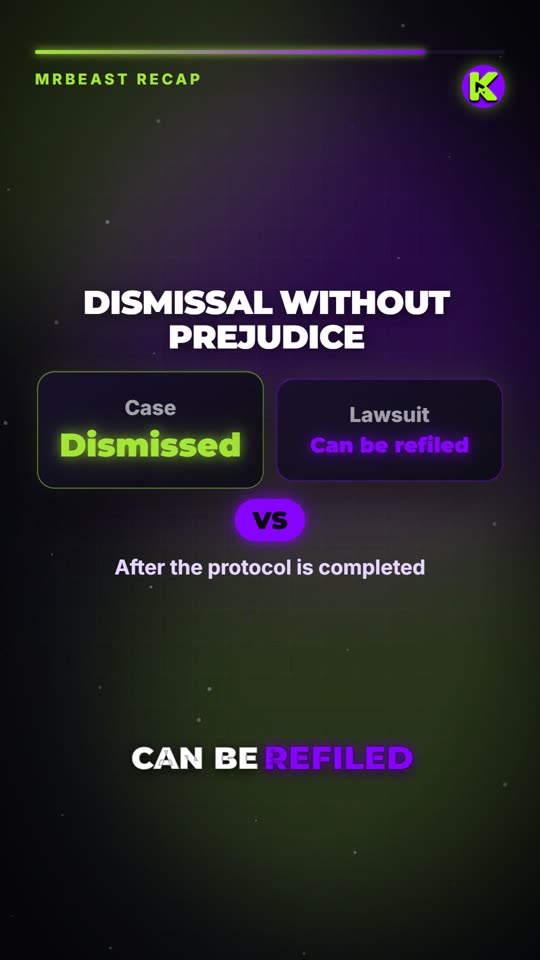 MRBEAST RECAP
K
DISMISSAL WITHOUT
PREJUDICE
Case
Dismissed
Lawsuit
Can be refiled
VS
After the protocol is completed
CAN BE REFILED